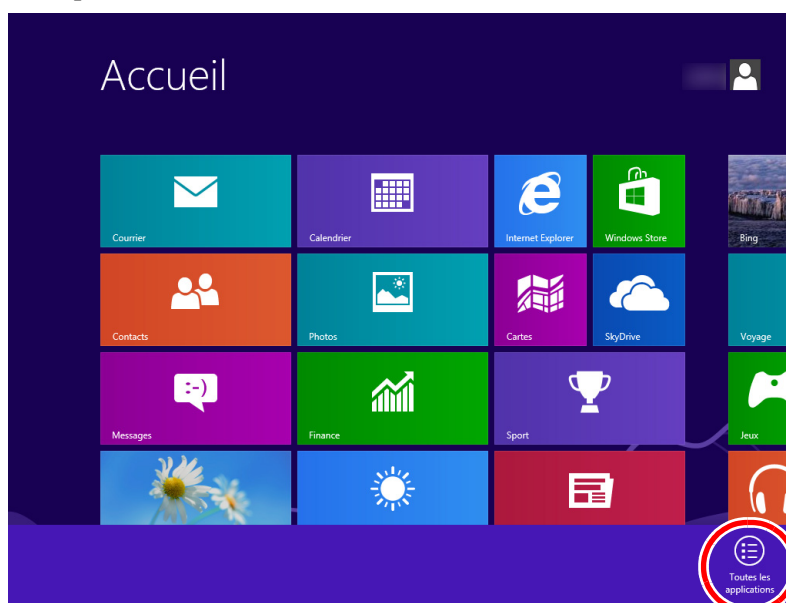 Accueil
Courrier
Calendrier
Internet Explorer
Windows Store
Bing
Contacts
Photos
Cartes
SkyDrive
Voyage
Messages
:-)
Finance
Sport
Jeux
Toutes les
applications